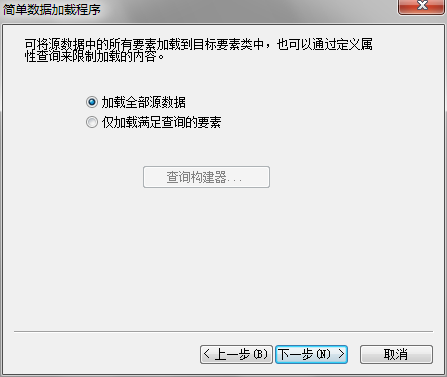 简单数据加载程序
可将源数据中的所有要素加载到目标要素类中，也可以通过定义属
性查询来限制加载的内容。
加载全部源数据
仅加载满足查询的要素
查询构建器...
< 上一步(B) 下一步(N) > 取消